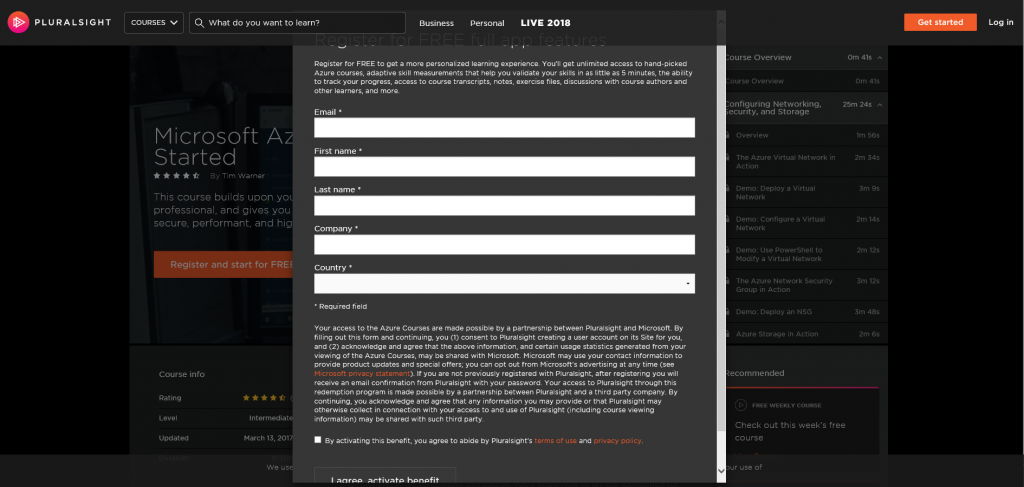 PLURALSIGHT
COURSES
What do you want to learn?
Business
Personal
LIVE 2018
Get started
Log in
Register for FREE full app features
Register for FREE to get a more personalized learning experience. You'll get unlimited access to hand-picked
Azure courses, adaptive skill measurements that help you validate your skills in as little as 5 minutes, the ability
to track your progress, access to course transcripts, notes, exercise files, discussions with course authors and
other learners, and more.
Email *
First name *
Last name *
Company *
Country *
* Required field
Your access to the Azure Courses are made possible by a partnership between Pluralsight and Microsoft. By
filling out this form and continuing, you (1) consent to Pluralsight creating a user account on its Site for you,
and (2) acknowledge and agree that the above information, and certain usage statistics generated from your
viewing of the Azure Courses, may be shared with Microsoft. Microsoft may use your contact information to
provide product updates and special offers; you can opt out from Microsoft's advertising at any time (see
Microsoft privacy statement). If you are not previously registered with Pluralsight, after registering you will
receive an email confirmation from Pluralsight with your password. Your access to Pluralsight through this
redemption program is made possible by a partnership between Pluralsight and a third party company. By
continuing, you acknowledge and agree that any information you may provide or that Pluralsight may
otherwise collect in connection with your access to and use of Pluralsight (including course viewing
information) may be shared with such third party.
By activating this benefit, you agree to abide by Pluralsight's terms of use and privacy policy.
I agree, activate benefit
Microsoft Az
Started
By Tim Warner
This course builds upon you
professional, and gives you
secure, performant, and hig
Register and start for FREE
Course info
Rating
Level Intermediate
Updated March 13, 2017
We use
Course Overview 0m 41s
Course Overview 0m 41s
Configuring Networking, 25m 24s
Security, and Storage
Overview 1m 56s
The Azure Virtual Network in 2m 34s
Action
Demo: Deploy a Virtual 3m 9s
Network
Demo: Configure a Virtual 2m 14s
Network
Demo: Use PowerShell to 2m 12s
Modify a Virtual Network
The Azure Network Security 3m 12s
Group in Action
Demo: Deploy an NSG 3m 48s
Azure Storage in Action 2m 6s
Recommended
FREE WEEKLY COURSE
Check out this week's free
course
our use of